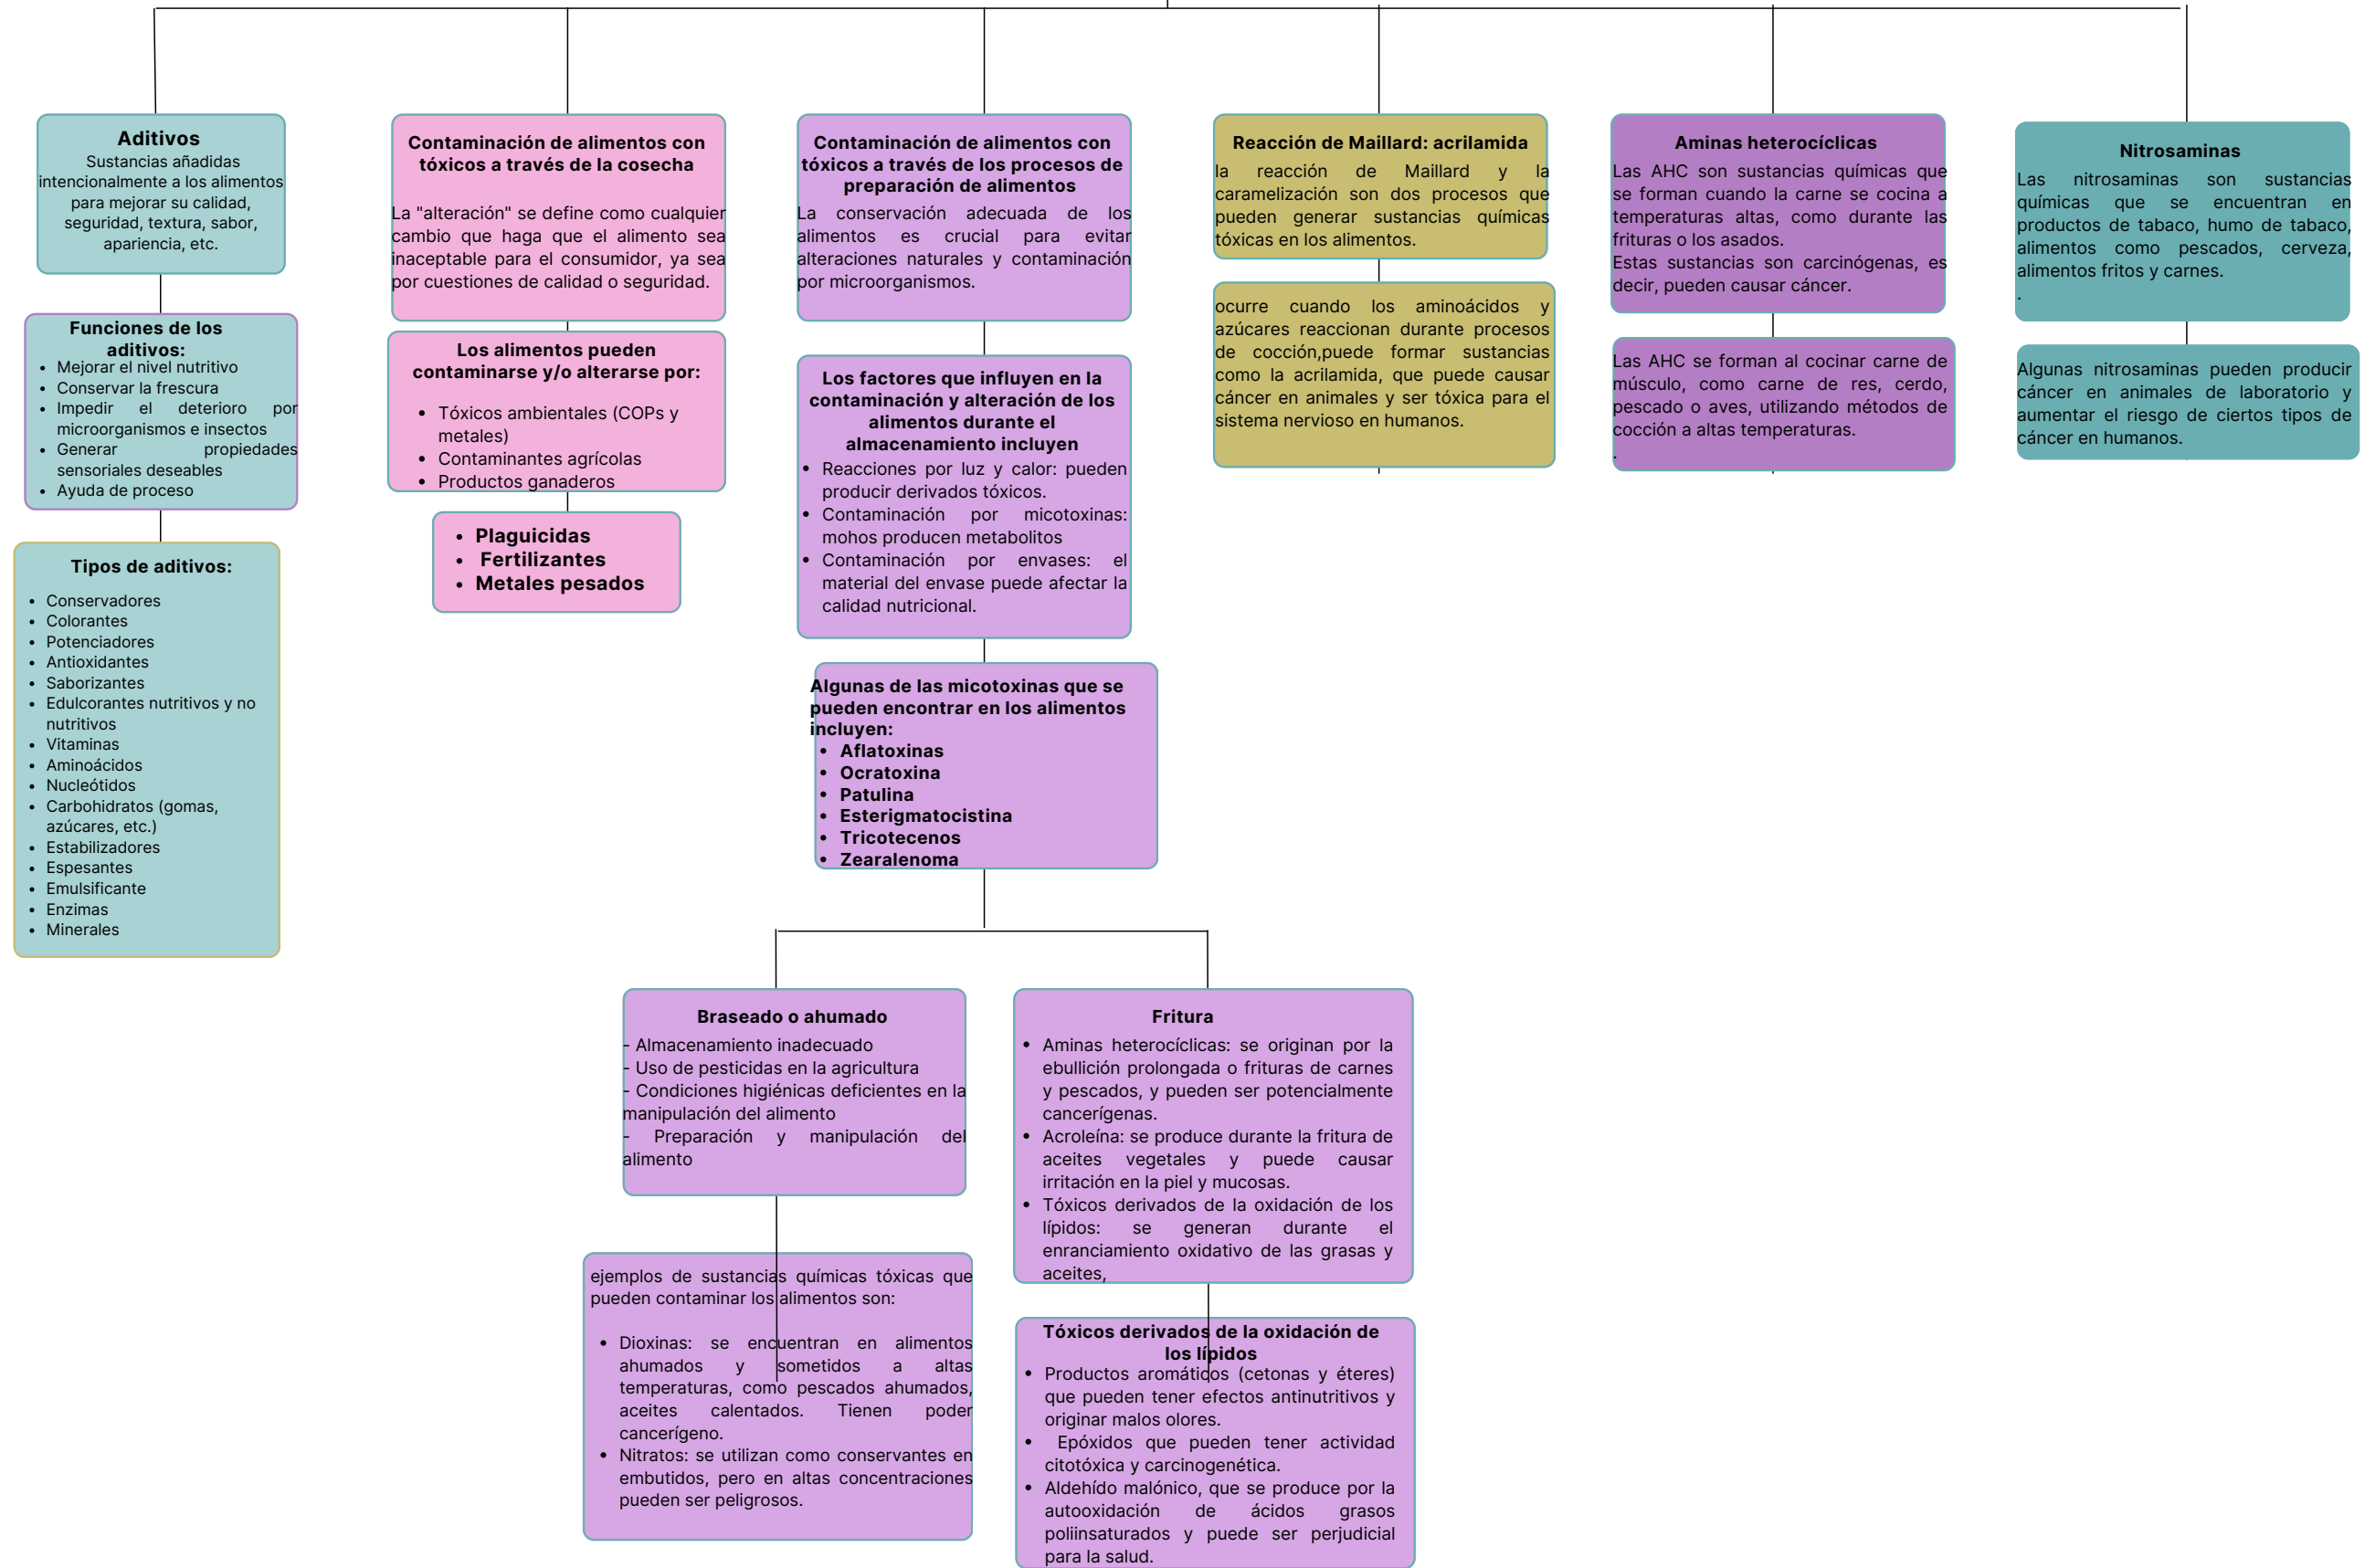 Aditivos
Sustancias añadidas
intencionalmente a los alimentos
para mejorar su calidad,
seguridad, textura, sabor,
apariencia, etc.
Funciones de los
aditivos:
• Mejorar el nivel nutritivo
• Conservar la frescura
• Impedir el deterioro por
microorganismos e insectos
• Generar propiedades
sensoriales deseables
• Ayuda de proceso
Tipos de aditivos:
• Conservadores
• Colorantes
• Potenciadores
• Antioxidantes
• Saborizantes
• Edulcorantes nutritivos y no
nutritivos
• Vitaminas
• Aminoácidos
• Nucleótidos
• Carbohidratos (gomas,
azúcares, etc.)
• Estabilizadores
• Espesantes
• Emulsificante
• Enzimas
• Minerales
Contaminación de alimentos con
tóxicos a través de la cosecha
La "alteración" se define como cualquier
cambio que haga que el alimento sea
inaceptable para el consumidor, ya sea
por cuestiones de calidad o seguridad.
Los alimentos pueden
contaminarse y/o alterarse por:
• Tóxicos ambientales (COPs y
metales)
• Contaminantes agrícolas
• Productos ganaderos
• Plaguicidas
• Fertilizantes
• Metales pesados
Contaminación de alimentos con
tóxicos a través de los procesos de
preparación de alimentos
La conservación adecuada de los
alimentos es crucial para evitar
alteraciones naturales y contaminación
por microorganismos.
Los factores que influyen en la
contaminación y alteración de los
alimentos durante el
almacenamiento incluyen
• Reacciones por luz y calor: pueden
producir derivados tóxicos.
• Contaminación por micotoxinas:
mohos producen metabolitos
• Contaminación por envases: el
material del envase puede afectar la
calidad nutricional.
Algunas de las micotoxinas que se
pueden encontrar en los alimentos
incluyen:
• Aflatoxinas
• Ocratoxina
• Patulina
• Esterigmatocistina
• Tricotecenos
• Zearalenoma
Braseado o ahumado
- Almacenamiento inadecuado
- Uso de pesticidas en la agricultura
- Condiciones higiénicas deficientes en la
manipulación del alimento
- Preparación y manipulación del
alimento
ejemplos de sustancias químicas tóxicas que
pueden contaminar los alimentos son:
• Dioxinas: se encuentran en alimentos
ahumados y sometidos a altas
temperaturas, como pescados ahumados,
aceites calentados. Tienen poder
cancerígeno.
• Nitratos: se utilizan como conservantes en
embutidos, pero en altas concentraciones
pueden ser peligrosos.
Fritura
• Aminas heterocíclicas: se originan por la
ebullición prolongada o frituras de carnes
y pescados, y pueden ser potencialmente
cancerígenas.
• Acroleína: se produce durante la fritura de
aceites vegetales y puede causar
irritación en la piel y mucosas.
• Tóxicos derivados de la oxidación de los
lípidos: se generan durante el
enranciamiento oxidativo de las grasas y
aceites,
Tóxicos derivados de la oxidación de
los lípidos
• Productos aromáticos (cetonas y éteres)
que pueden tener efectos antinutritivos y
originar malos olores.
• Epóxidos que pueden tener actividad
citotóxica y carcinogenética.
• Aldehído malónico, que se produce por la
autooxidación de ácidos grasos
poliinsaturados y puede ser perjudicial
para la salud.
Reacción de Maillard: acrilamida
la reacción de Maillard y la
caramelización son dos procesos que
pueden generar sustancias químicas
tóxicas en los alimentos.
ocurre cuando los aminoácidos y
azúcares reaccionan durante procesos
de cocción,puede formar sustancias
como la acrilamida, que puede causar
cáncer en animales y ser tóxica para el
sistema nervioso en humanos.
Aminas heterocíclicas
Las AHC son sustancias químicas que
se forman cuando la carne se cocina a
temperaturas altas, como durante las
frituras o los asados.
Estas sustancias son carcinógenas, es
decir, pueden causar cáncer.
Las AHC se forman al cocinar carne de
músculo, como carne de res, cerdo,
pescado o aves, utilizando métodos de
cocción a altas temperaturas.
.
Nitrosaminas
Las nitrosaminas son sustancias
químicas que se encuentran en
productos de tabaco, humo de tabaco,
alimentos como pescados, cerveza,
alimentos fritos y carnes.
.
Algunas nitrosaminas pueden producir
cáncer en animales de laboratorio y
aumentar el riesgo de ciertos tipos de
cáncer en humanos.